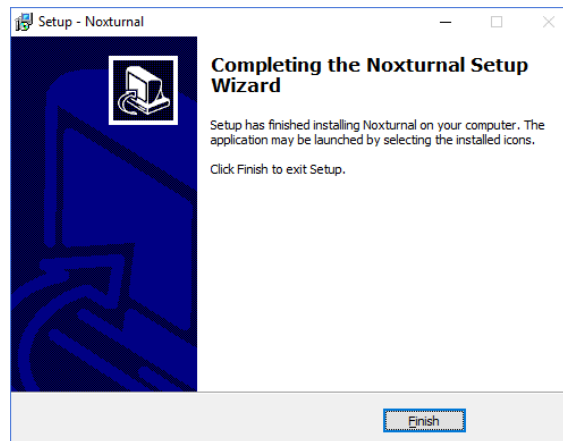 Setup - Noxturnal
Completing the Noxturnal Setup
Wizard
Setup has finished installing Noxturnal on your computer. The
application may be launched by selecting the installed icons.
Click Finish to exit Setup.
Finish